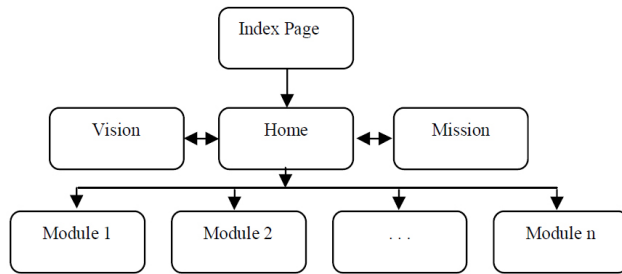 Index Page
Vision
Home
Mission
Module 1
Module 2
. . .
Module n